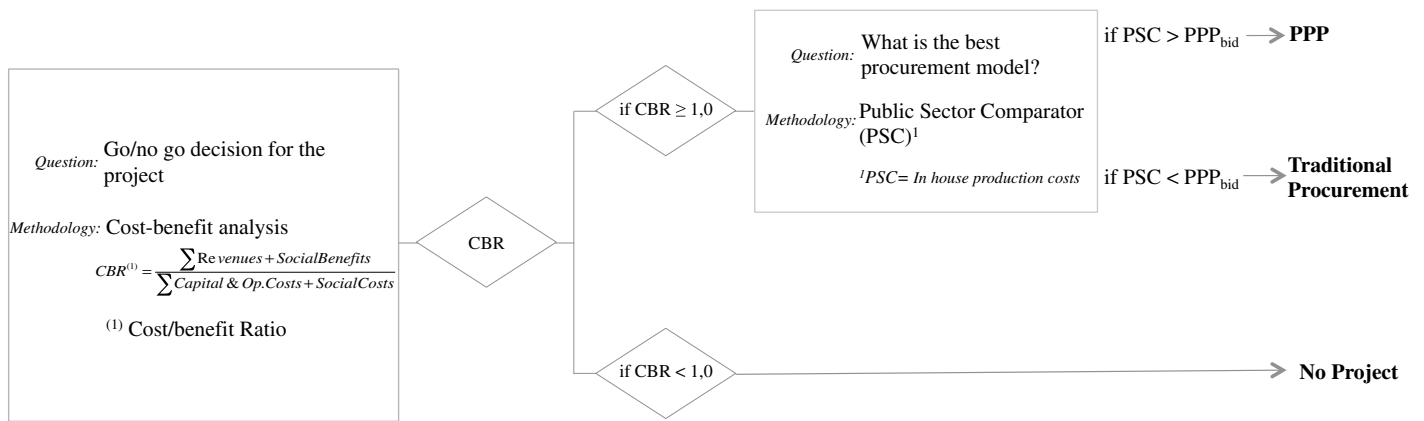 Question: Go/no go decision for the
project
Methodology: Cost-benefit analysis
CBR⁽¹⁾ = ∑ Revenues + SocialBenefits
∑ Capital & Op.Costs + SocialCosts
(1) Cost/benefit Ratio
CBR
if CBR ≥ 1,0
if CBR < 1,0
Question: What is the best
procurement model?
Methodology: Public Sector Comparator
(PSC)¹
¹PSC= In house production costs
if PSC > PPPbid
PPP
if PSC < PPPbid
Traditional
Procurement
No Project